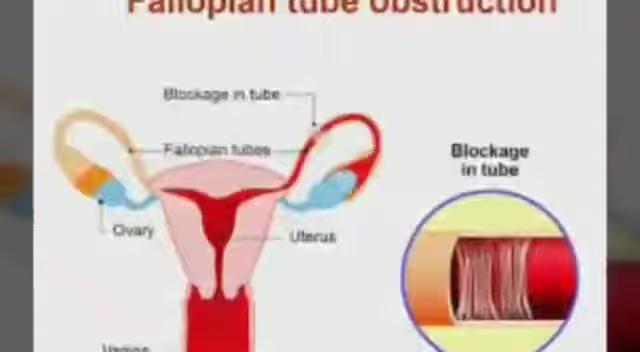 Fallopian tube obstruction
Blockage in tube
Fallopian tubes
Blockage
in tube
Ovary
Uterus
Vagina